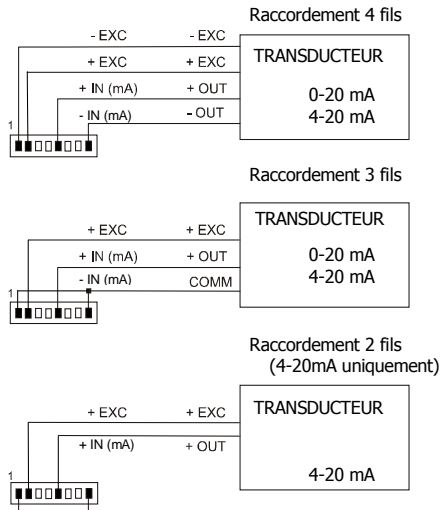 Raccordement 4 fils
- EXC - EXC
+ EXC + EXC
+ IN (mA) + OUT
- IN (mA) - OUT
TRANSDUCTEUR
0-20 mA
4-20 mA
1
Raccordement 3 fils
+ EXC + EXC
+ IN (mA) + OUT
- IN (mA) COMM
TRANSDUCTEUR
0-20 mA
4-20 mA
1
Raccordement 2 fils
(4-20mA uniquement)
+ EXC + EXC
+ IN (mA) + OUT
TRANSDUCTEUR
4-20 mA
1